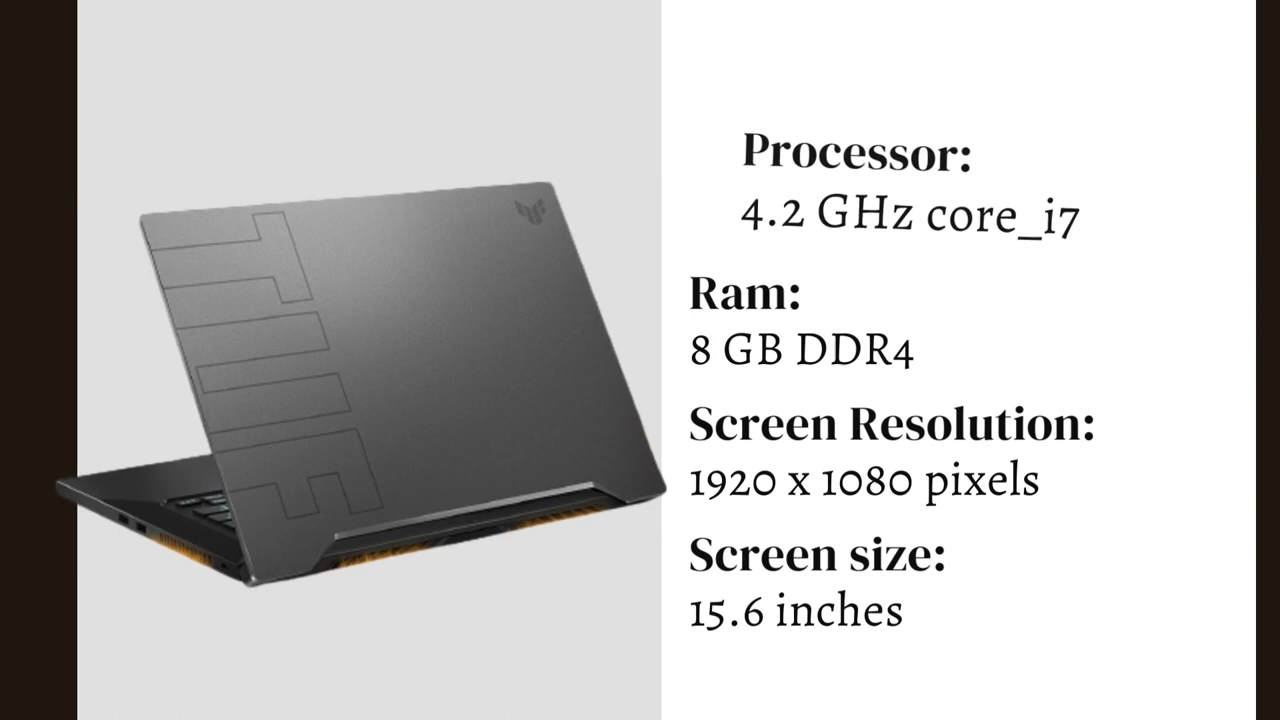 TUF
Processor:
4.2 GHz core_i7
Ram:
8 GB DDR4
Screen Resolution:
1920 x 1080 pixels
Screen size:
15.6 inches